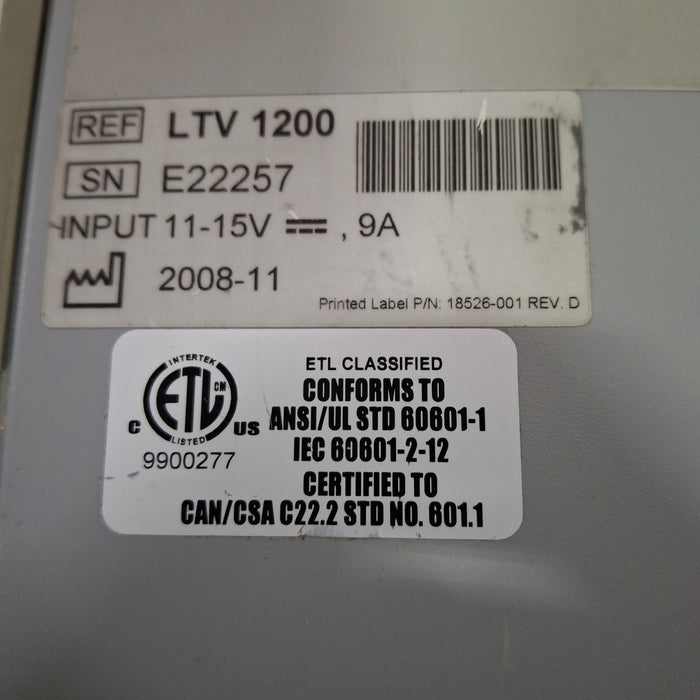 REF LTV 1200
SN E22257
INPUT 11-15V , 9A
2008-11
Printed Label P/N: 18526-001 REV. D
INTERTEK
ETL CM
C US
LISTED
9900277
ETL CLASSIFIED
CONFORMS TO
ANSI/UL STD 60601-1
IEC 60601-2-12
CERTIFIED TO
CAN/CSA C22.2 STD NO. 601.1